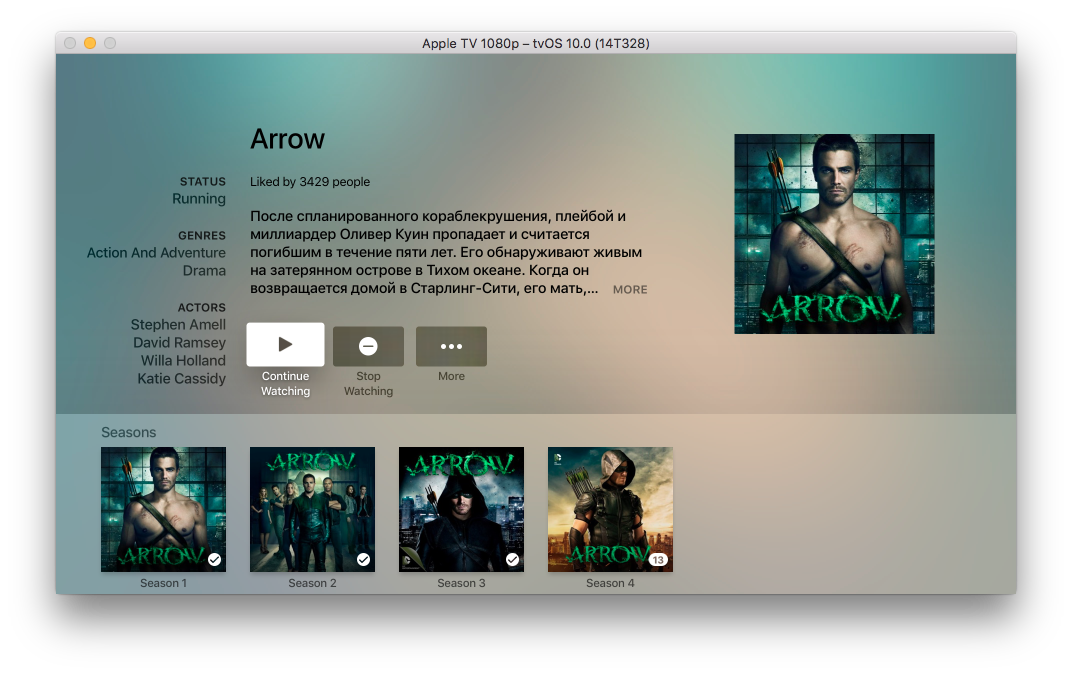 Apple TV 1080p – tvOS 10.0 (14T328)
Arrow
STATUS
Running
GENRES
Action And Adventure
Drama
ACTORS
Stephen Amell
David Ramsey
Willa Holland
Katie Cassidy
Liked by 3429 people
После спланированного кораблекрушения, плейбой и
миллиардер Оливер Куин пропадает и считается
погибшим в течение пяти лет. Его обнаруживают живым
на затерянном острове в Тихом океане. Когда он
возвращается домой в Старлинг-Сити, его мать,... MORE
Continue
Watching
Stop
Watching
More
ARROW
Seasons
ARROW
Season 1
ARROW
Season 2
ARROW
Season 3
ARROW
13
Season 4